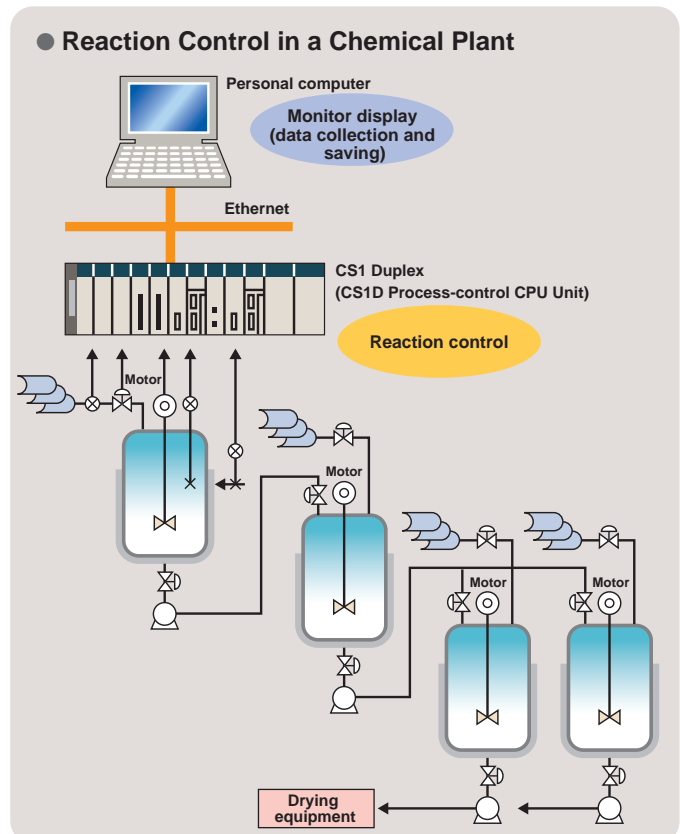 Reaction Control in a Chemical Plant
Personal computer
Monitor display
(data collection and
saving)
Ethernet
CS1 Duplex
(CS1D Process-control CPU Unit)
Reaction control
Motor
Motor
Motor
Motor
Drying
equipment